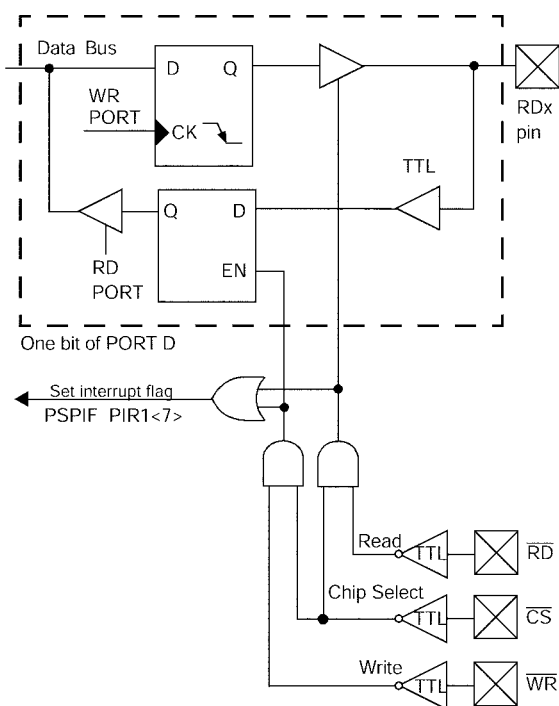 Data Bus
D
Q
WR
PORT
CK
RDx
pin
TTL
Q
D
EN
RD
PORT
One bit of PORT D
Set interrupt flag
PSPIF PIR1<7>
Read
TTL
RD
Chip Select
TTL
CS
Write
TTL
WR